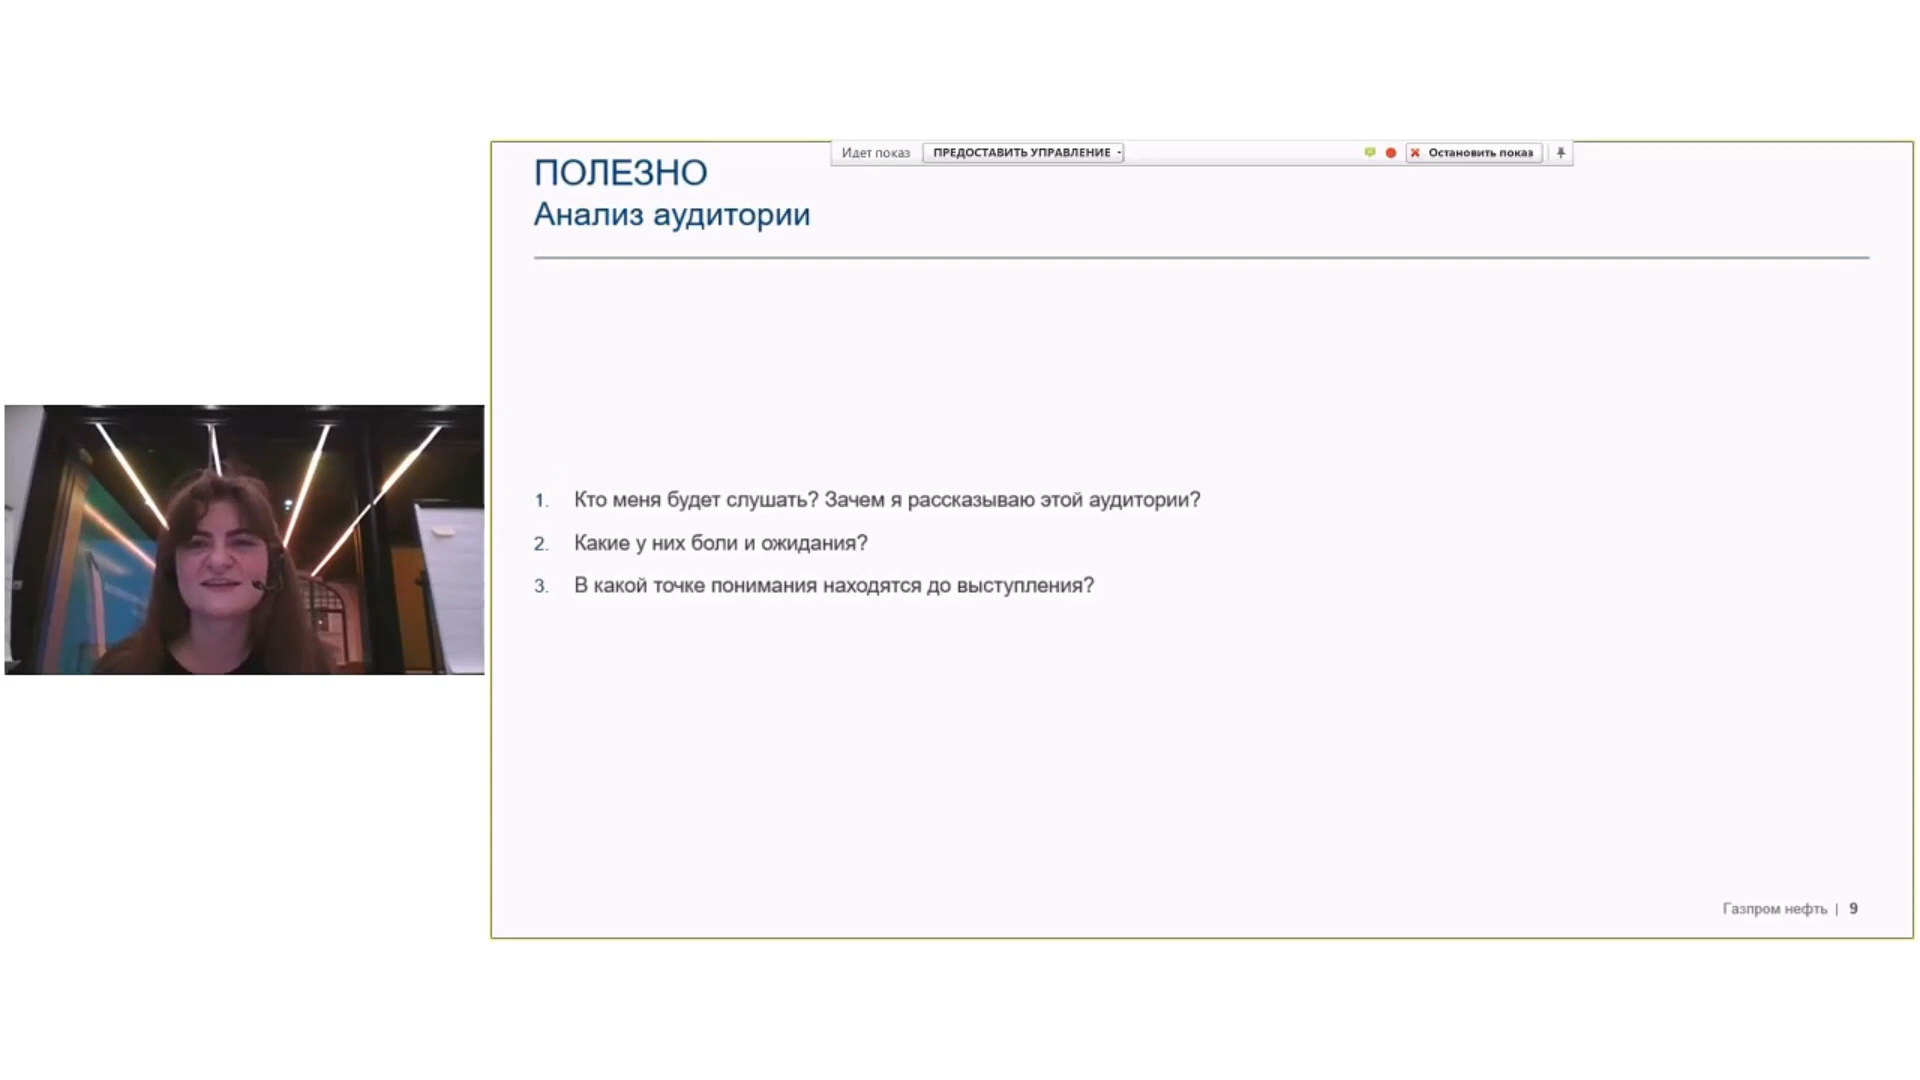 Идет показ
ПРЕДОСТАВИТЬ УПРАВЛЕНИЕ
Остановить показ
ПОЛЕЗНО
Анализ аудитории
1. Кто меня будет слушать? Зачем я рассказываю этой аудитории?
2. Какие у них боли и ожидания?
3. В какой точке понимания находятся до выступления?
Газпром нефть | 9